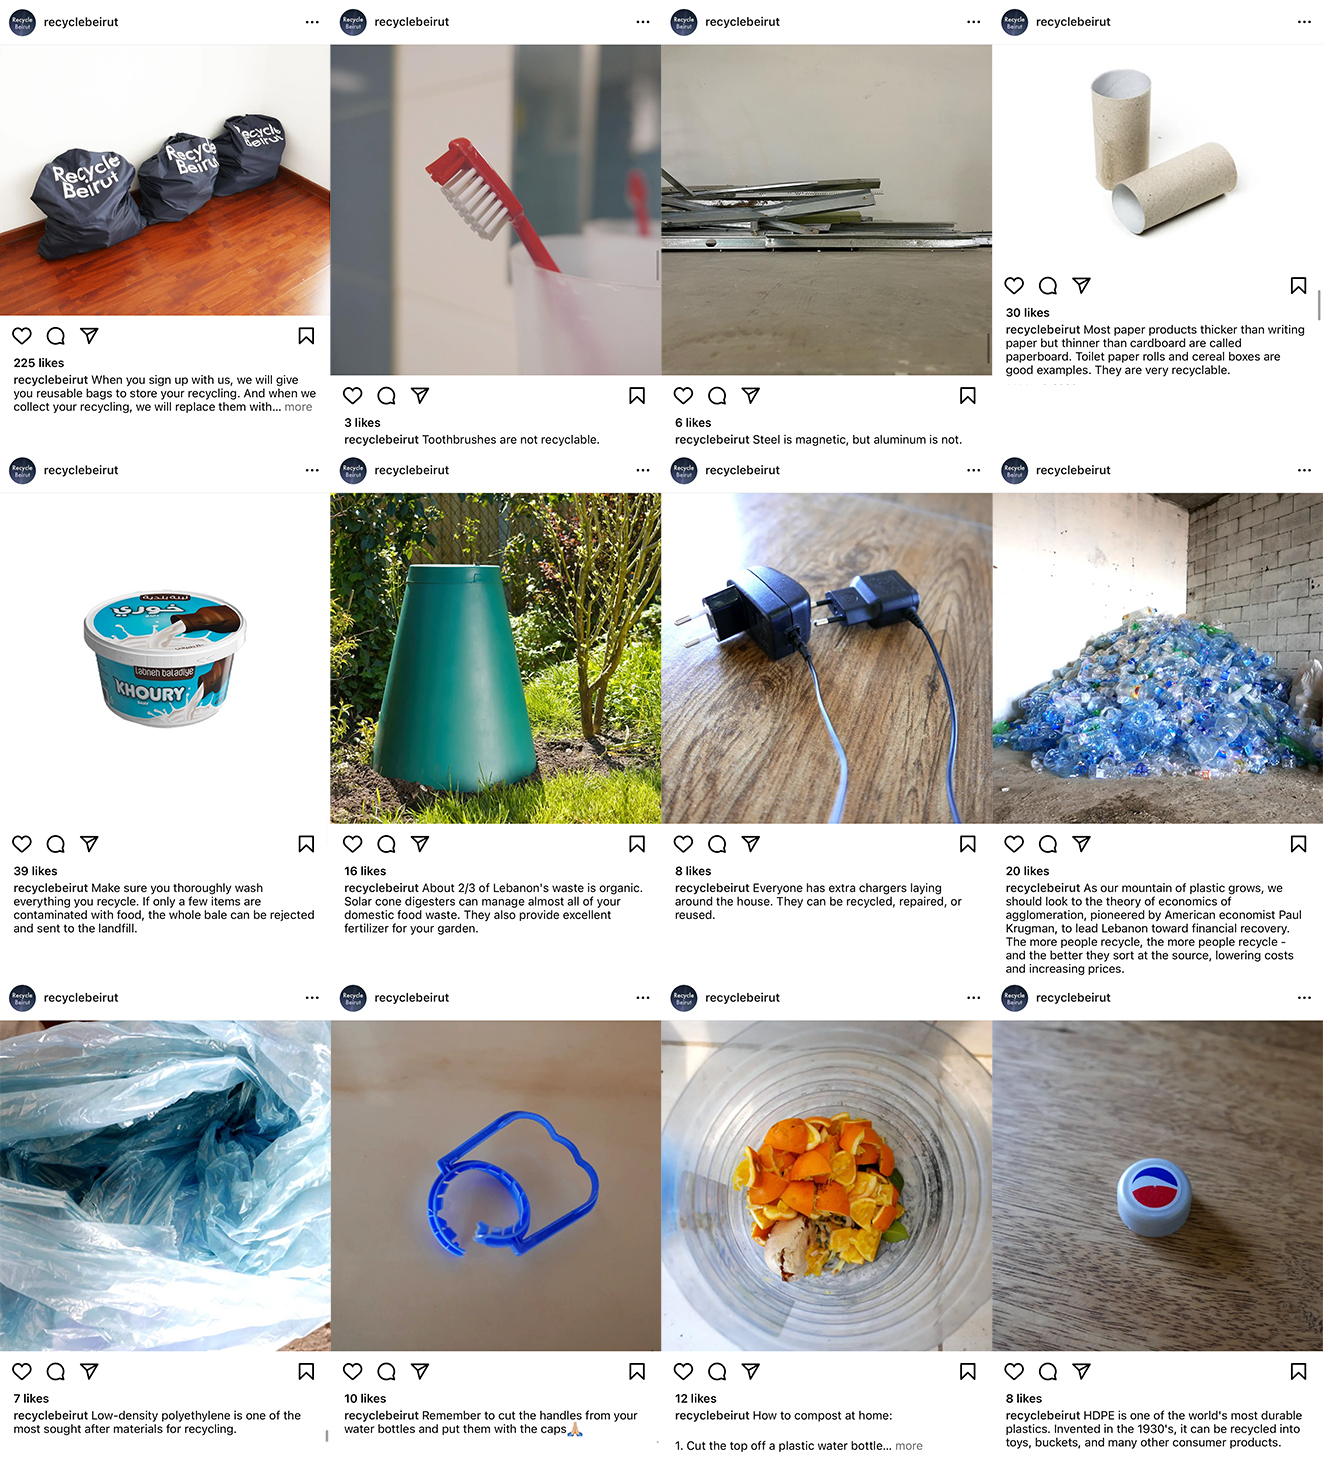 recyclebeirut
recyclebeirut
recyclebeirut
recyclebeirut
Recycle
Beirut
Recycle
Beirut
Recycle
Beirut
225 likes
recyclebeirut When you sign up with us, we will give
you reusable bags to store your recycling. And when we
collect your recycling, we will replace them with... more
3 likes
recyclebeirut Toothbrushes are not recyclable.
6 likes
recyclebeirut Steel is magnetic, but aluminum is not.
30 likes
recyclebeirut Most paper products thicker than writing
paper but thinner than cardboard are called
paperboard. Toilet paper rolls and cereal boxes are
good examples. They are very recyclable.
recyclebeirut
recyclebeirut
recyclebeirut
recyclebeirut
لبنة بلدية
خوري
labneh baladiye
KHOURY
39 likes
recyclebeirut Make sure you thoroughly wash
everything you recycle. If only a few items are
contaminated with food, the whole bale can be rejected
and sent to the landfill.
16 likes
recyclebeirut About 2/3 of Lebanon's waste is organic.
Solar cone digesters can manage almost all of your
domestic food waste. They also provide excellent
fertilizer for your garden.
8 likes
recyclebeirut Everyone has extra chargers laying
around the house. They can be recycled, repaired, or
reused.
20 likes
recyclebeirut As our mountain of plastic grows, we
should look to the theory of economics of
agglomeration, pioneered by American economist Paul
Krugman, to lead Lebanon toward financial recovery.
The more people recycle, the more people recycle -
and the better they sort at the source, lowering costs
and increasing prices.
recyclebeirut
recyclebeirut
recyclebeirut
recyclebeirut
7 likes
recyclebeirut Low-density polyethylene is one of the
most sought after materials for recycling.
10 likes
recyclebeirut Remember to cut the handles from your
water bottles and put them with the caps🙏🏼
12 likes
recyclebeirut How to compost at home:
1. Cut the top off a plastic water bottle... more
8 likes
recyclebeirut HDPE is one of the world's most durable
plastics. Invented in the 1930's, it can be recycled into
toys, buckets, and many other consumer products.